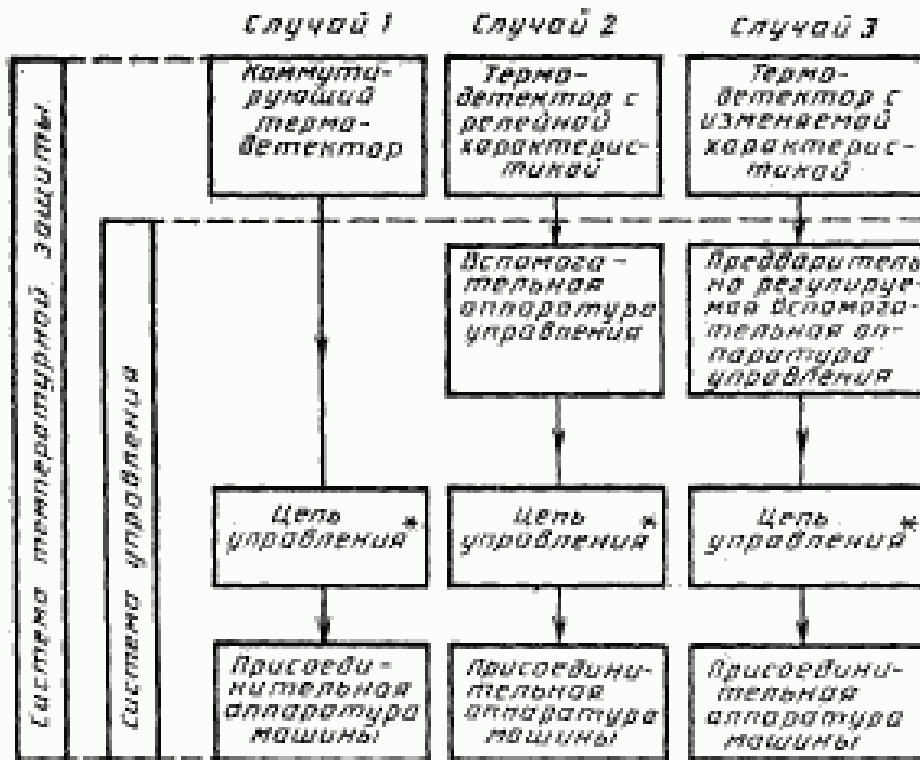 Случай 1
Случай 2
Случай 3
Система температурной защиты
Система управления
Коммути-
рующий
термо-
детектор
Термо-
детектор с
релейной
характерис-
тикой
Термо-
детектор с
изменяемой
характерис-
тикой
Вспомога-
тельная
аппаратура
управления
Предваритель
но регулируе-
мая вспомога-
тельная ап-
паратура
управления
Цепь
управления*
Цепь
управления*
Цепь
управления*
Присоеди-
нительная
аппаратура
машины
Присоедини-
тельная
аппаратура
машины
Присоедини-
тельная
аппаратура
машины